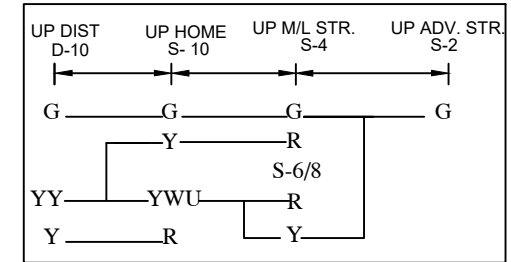 UP DIST UP HOME UP M/L STR. UP ADV. STR.
D-10 S- 10 S-4 S-2
G G G G
Y R
S-6/8
YY YWU R
Y
Y R